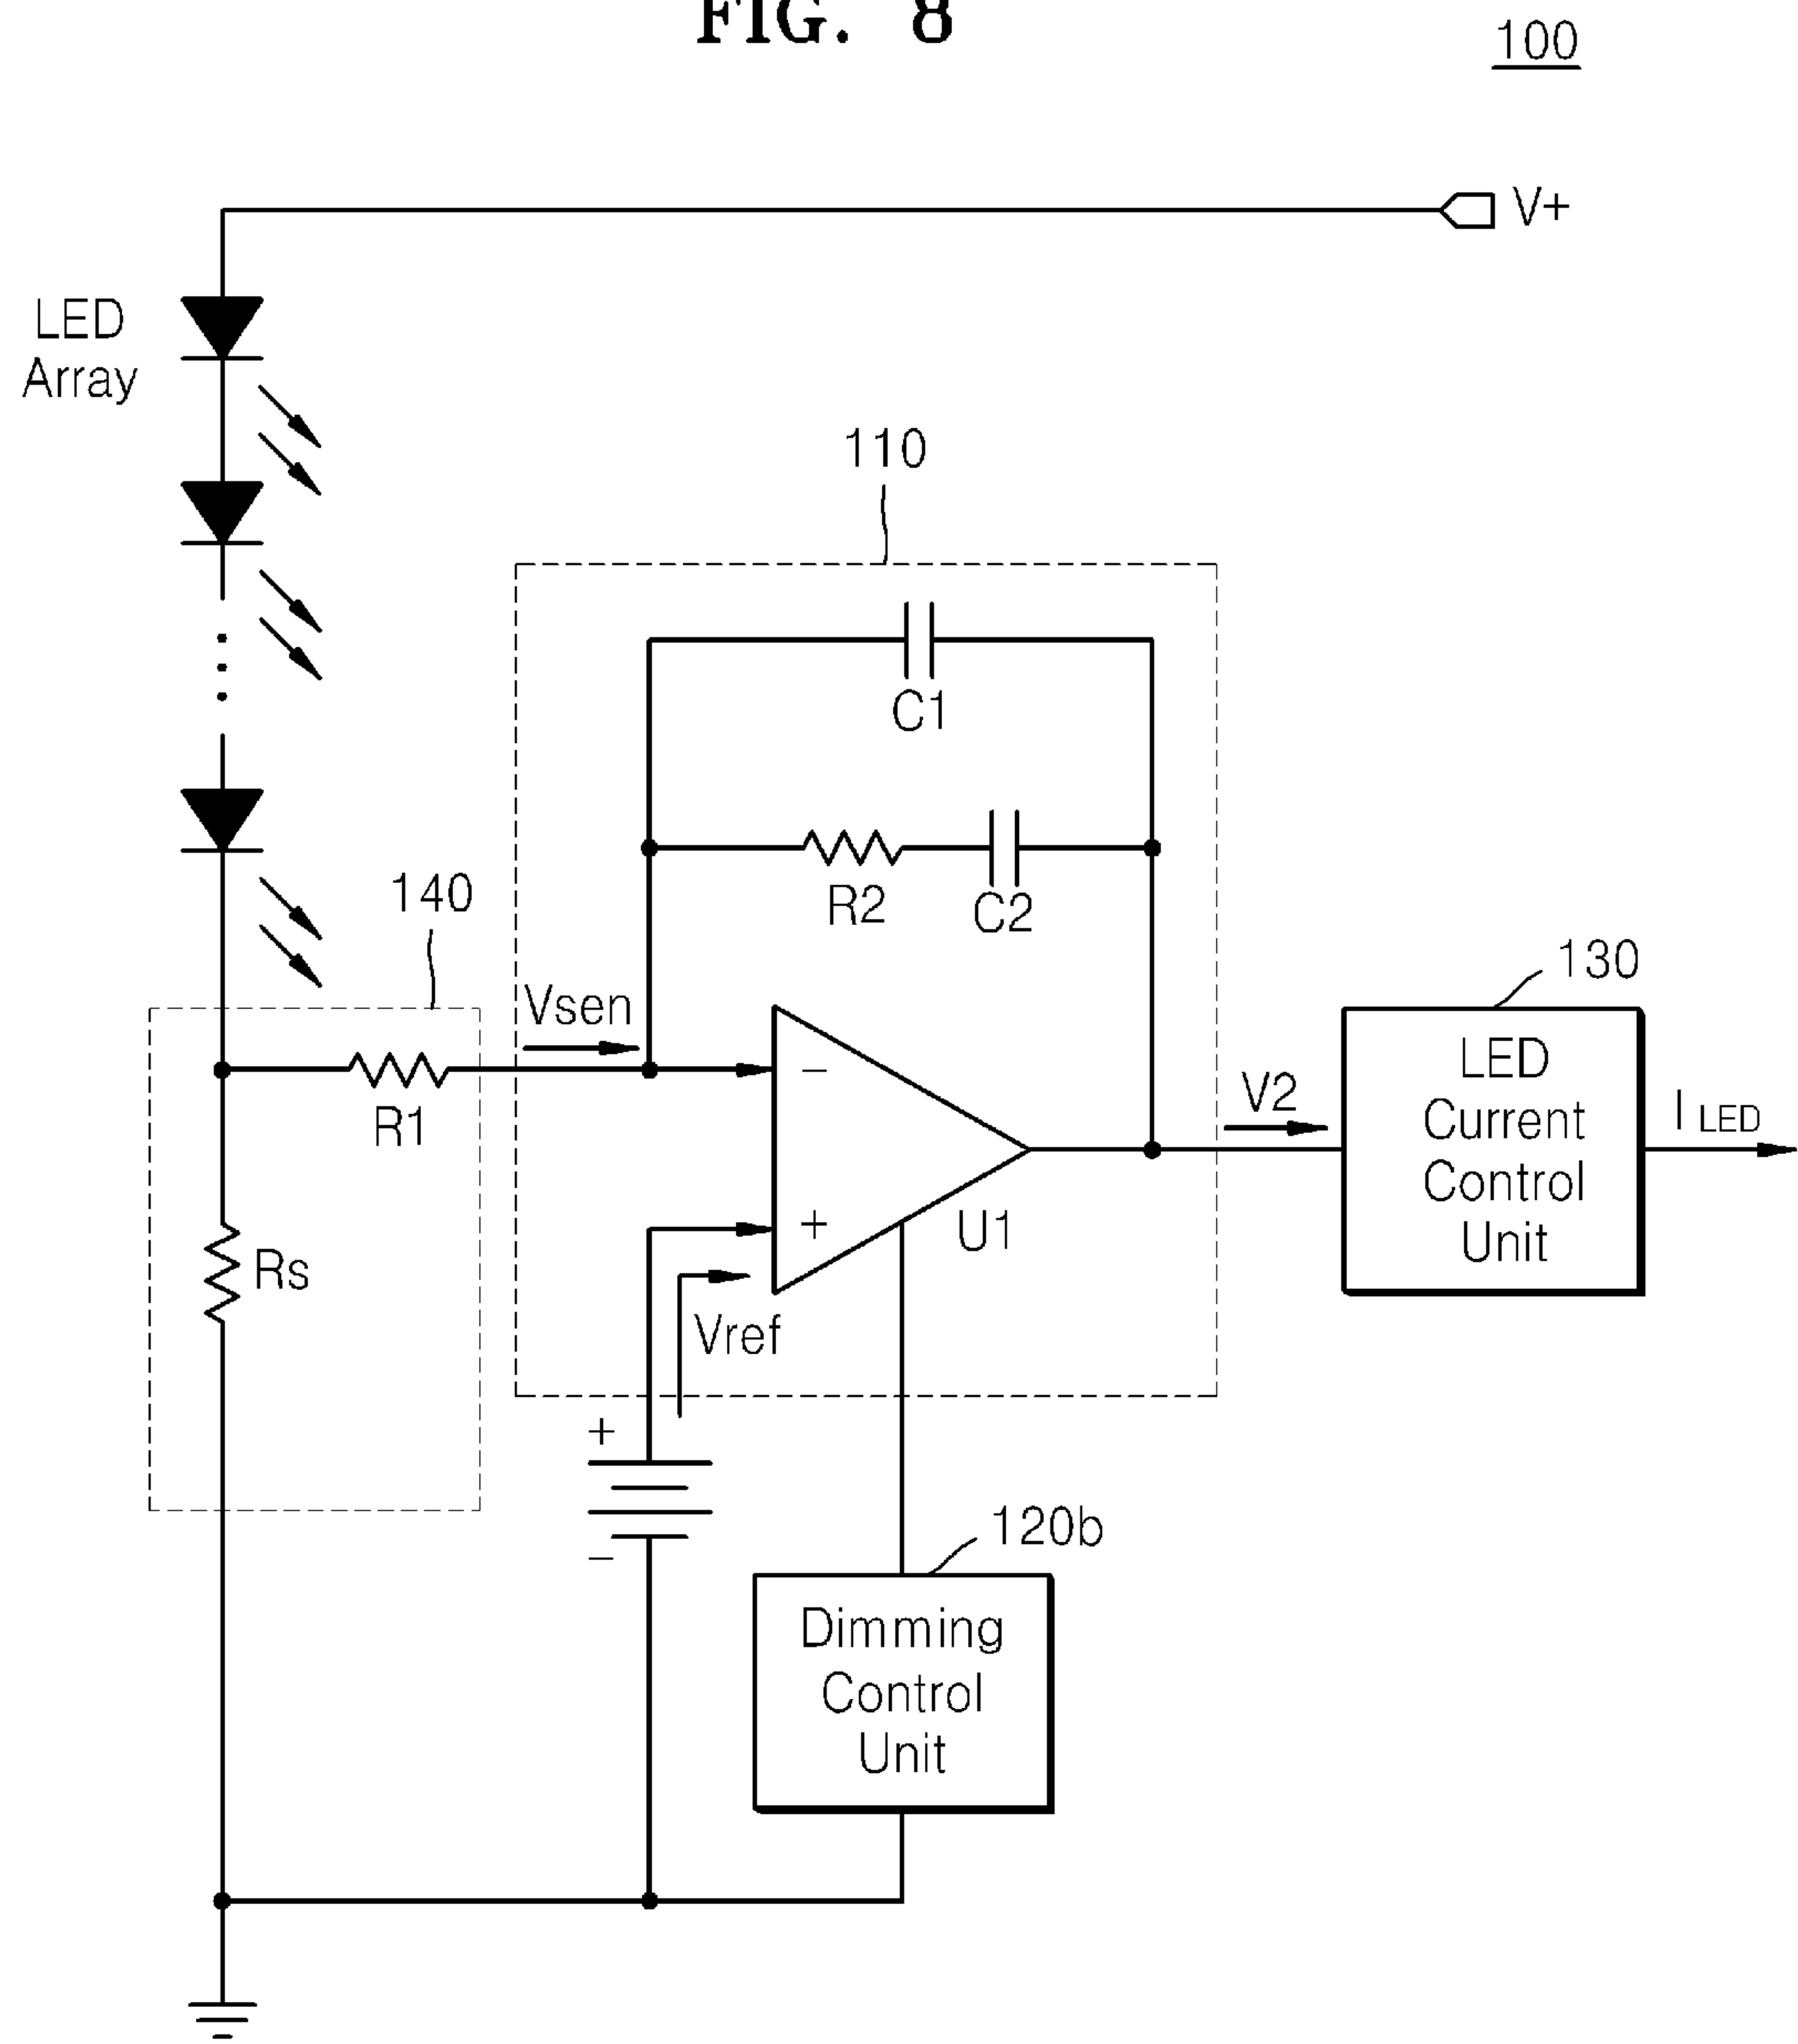 FIG. 8
100
V+
LED
Array
110
C1
R2
C2
140
Vsen
130
R1
−
+
U1
V2
LED
Current
Control
Unit
I LED
Rs
Vref
+
−
120b
Dimming
Control
Unit